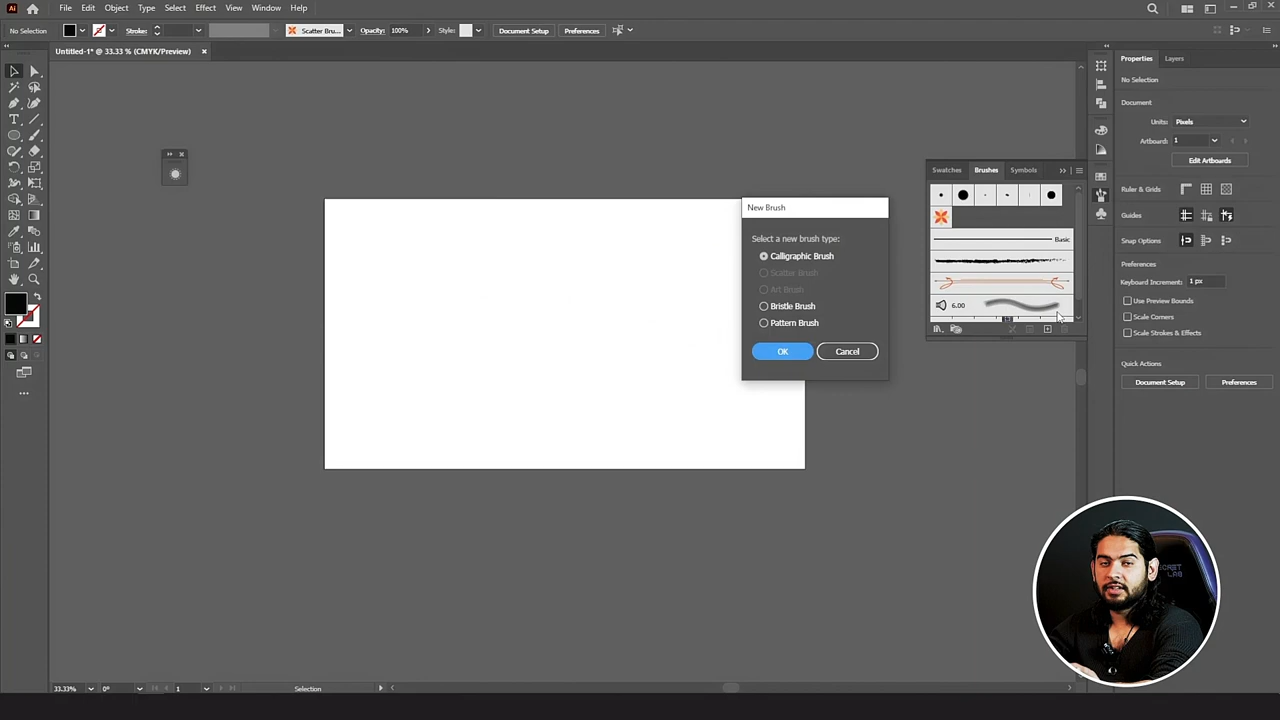 Ai File Edit Object Type Select Effect View Window Help
No Selection Stroke: Scatter Bru... Opacity: 100% Style: Document Setup Preferences
Untitled-1* @ 33.33 % (CMYK/Preview)
Properties Layers
No Selection
Document
Units: Pixels
Artboard: 1
Edit Artboards
Ruler & Grids
Guides
Snap Options
Preferences
Keyboard Increment: 1 px
Use Preview Bounds
Scale Corners
Scale Strokes & Effects
Quick Actions
Document Setup Preferences
Swatches Brushes Symbols
Basic
6.00
New Brush
Select a new brush type:
Calligraphic Brush
Scatter Brush
Art Brush
Bristle Brush
Pattern Brush
OK Cancel
33.33% 0° 1 Selection